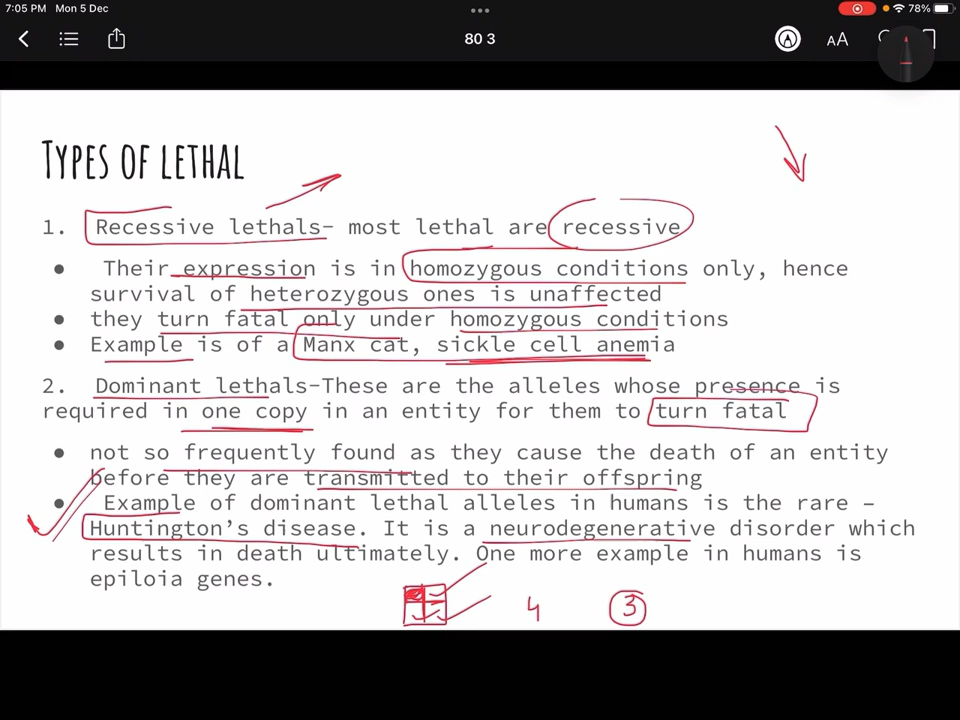 7:05 PM Mon 5 Dec
78%
80 3
AA
TYPES OF LETHAL
1. Recessive lethals- most lethal are recessive
● Their expression is in homozygous conditions only, hence
survival of heterozygous ones is unaffected
● they turn fatal only under homozygous conditions
● Example is of a Manx cat, sickle cell anemia
2. Dominant lethals-These are the alleles whose presence is
required in one copy in an entity for them to turn fatal
● not so frequently found as they cause the death of an entity
before they are transmitted to their offspring
● Example of dominant lethal alleles in humans is the rare –
Huntington’s disease. It is a neurodegenerative disorder which
results in death ultimately. One more example in humans is
epiloia genes.
4 3